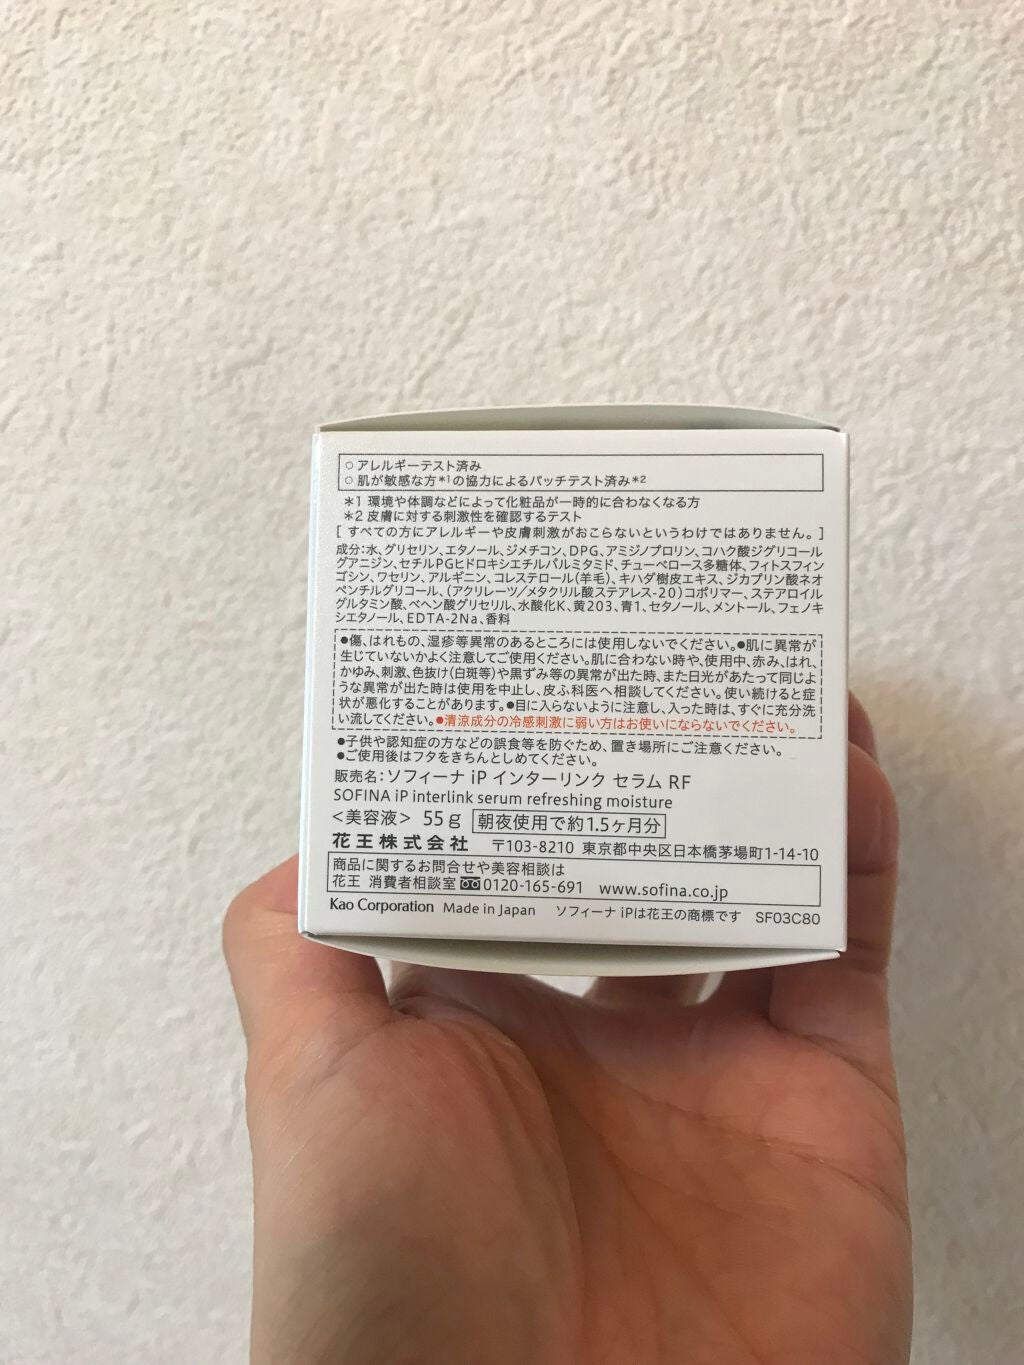 ○ アレルギーテスト済み
○ 肌が敏感な方*1の協力によるパッチテスト済み*2
*1 環境や体調などによって化粧品が一時的に合わなくなる方
*2 皮膚に対する刺激性を確認するテスト
[ すべての方にアレルギーや皮膚刺激がおこらないというわけではありません。]
成分:水、グリセリン、エタノール、ジメチコン、DPG、アミジノプロリン、コハク酸ジグリコール
グアニジン、セチルPGヒドロキシエチルパルミタミド、チューベロース多糖体、フィトスフィン
ゴシン、ワセリン、アルギニン、コレステロール(羊毛)、キハダ樹皮エキス、ジカプリン酸ネオ
ペンチルグリコール、(アクリレーツ/メタクリル酸ステアレス-20)コポリマー、ステアロイル
グルタミン酸、ベヘン酸グリセリル、水酸化K、黄203、青1、セタノール、メントール、フェノキ
シエタノール、EDTA-2Na、香料
●傷、はれもの、湿疹等異常のあるところには使用しないでください。●肌に異常が
生じていないかよく注意してご使用ください。肌に合わない時や、使用中、赤み、はれ、
かゆみ、刺激、色抜け(白斑等)や黒ずみ等の異常が出た時、また日光があたって同じよ
うな異常が出た時は使用を中止し、皮ふ科医へ相談してください。使い続けると症
状が悪化することがあります。●目に入らないように注意し、入った時は、すぐに充分洗
い流してください。●清涼成分の冷感刺激に弱い方はお使いにならないでください。
●子供や認知症の方などの誤食等を防ぐため、置き場所にご注意ください。
●ご使用後はフタをきちんとしめてください。
販売名:ソフィーナ iP インターリンク セラム RF
SOFINA iP interlink serum refreshing moisture
<美容液> 55g 朝夜使用で約1.5ヶ月分
花王株式会社 〒103-8210 東京都中央区日本橋茅場町1-14-10
商品に関するお問合せや美容相談は
花王 消費者相談室 0120-165-691 www.sofina.co.jp
Kao Corporation Made in Japan ソフィーナ iPは花王の商標です SF03C80